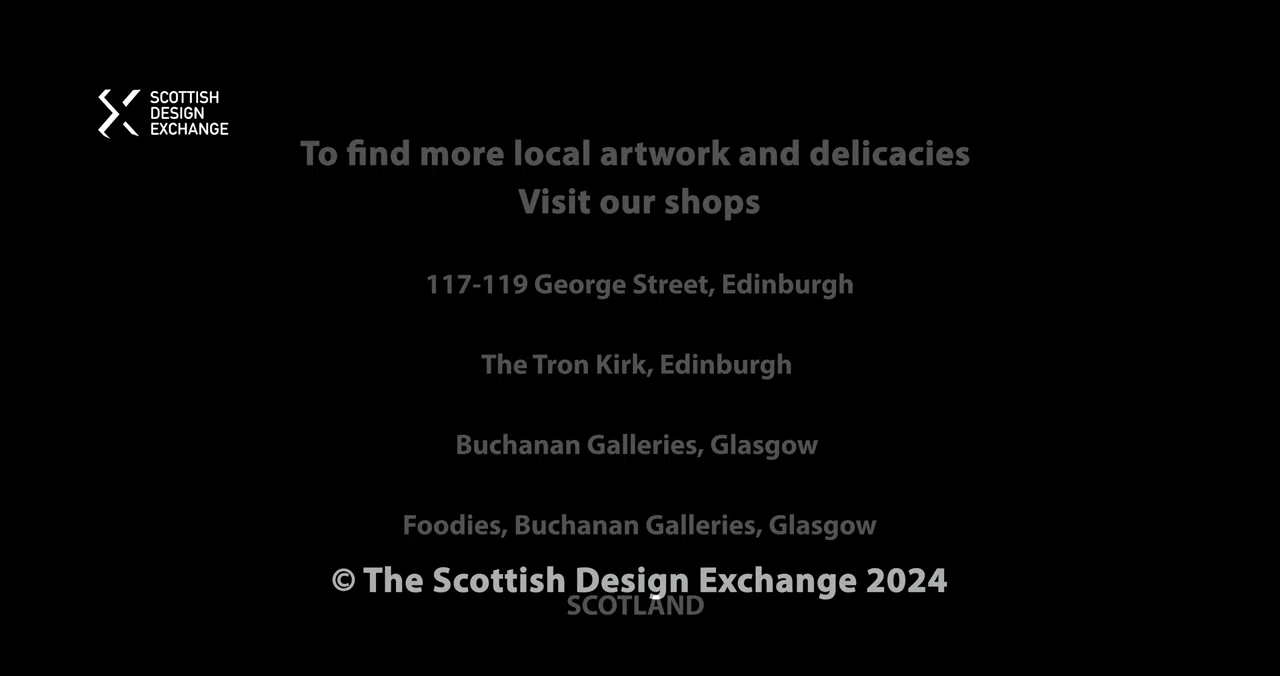 SCOTTISH
DESIGN
EXCHANGE
To find more local artwork and delicacies
Visit our shops
117-119 George Street, Edinburgh
The Tron Kirk, Edinburgh
Buchanan Galleries, Glasgow
Foodies, Buchanan Galleries, Glasgow
© The Scottish Design Exchange 2024
SCOTLAND